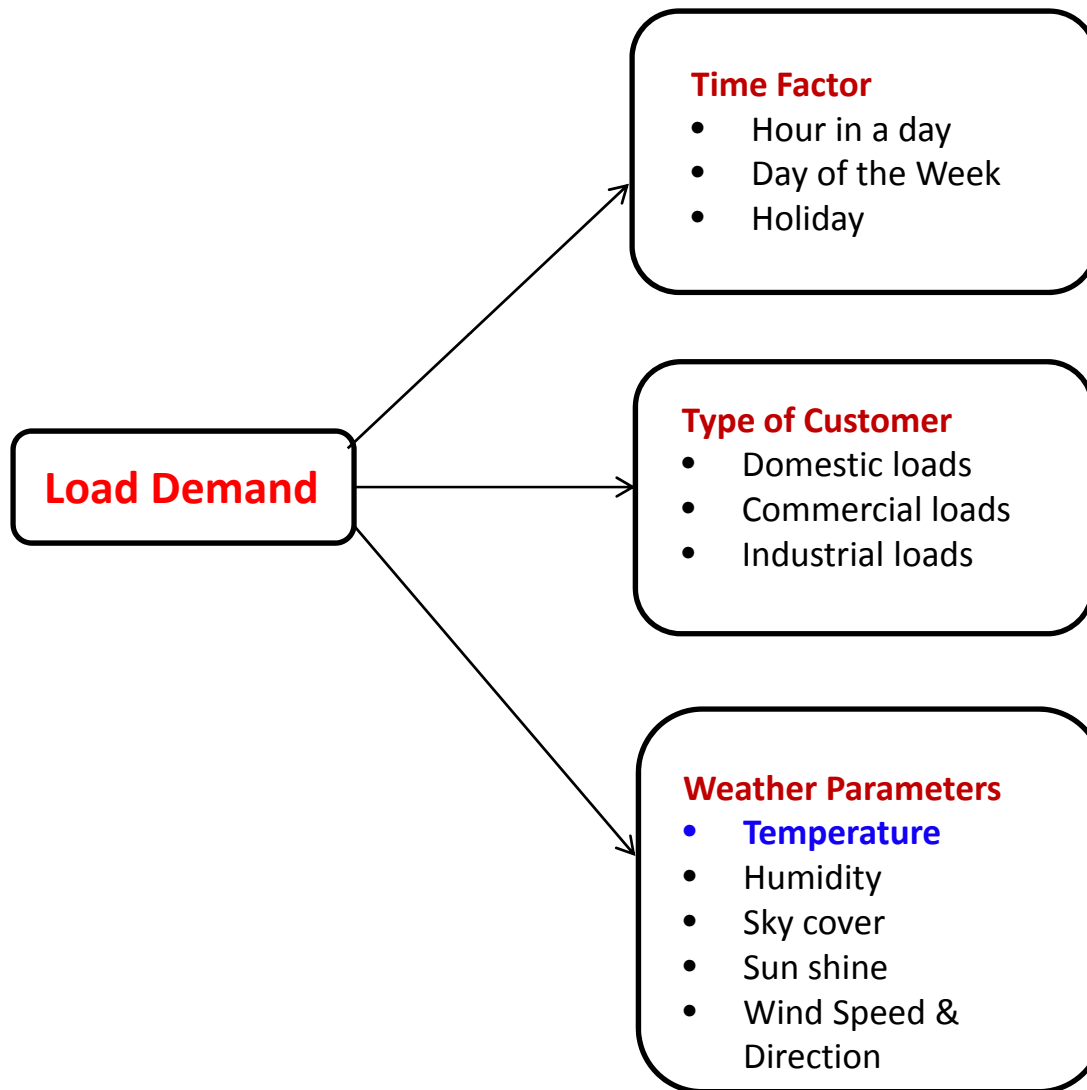 Time Factor
• Hour in a day
• Day of the Week
• Holiday
Load Demand
Type of Customer
• Domestic loads
• Commercial loads
• Industrial loads
Weather Parameters
• Temperature
• Humidity
• Sky cover
• Sun shine
• Wind Speed &
Direction